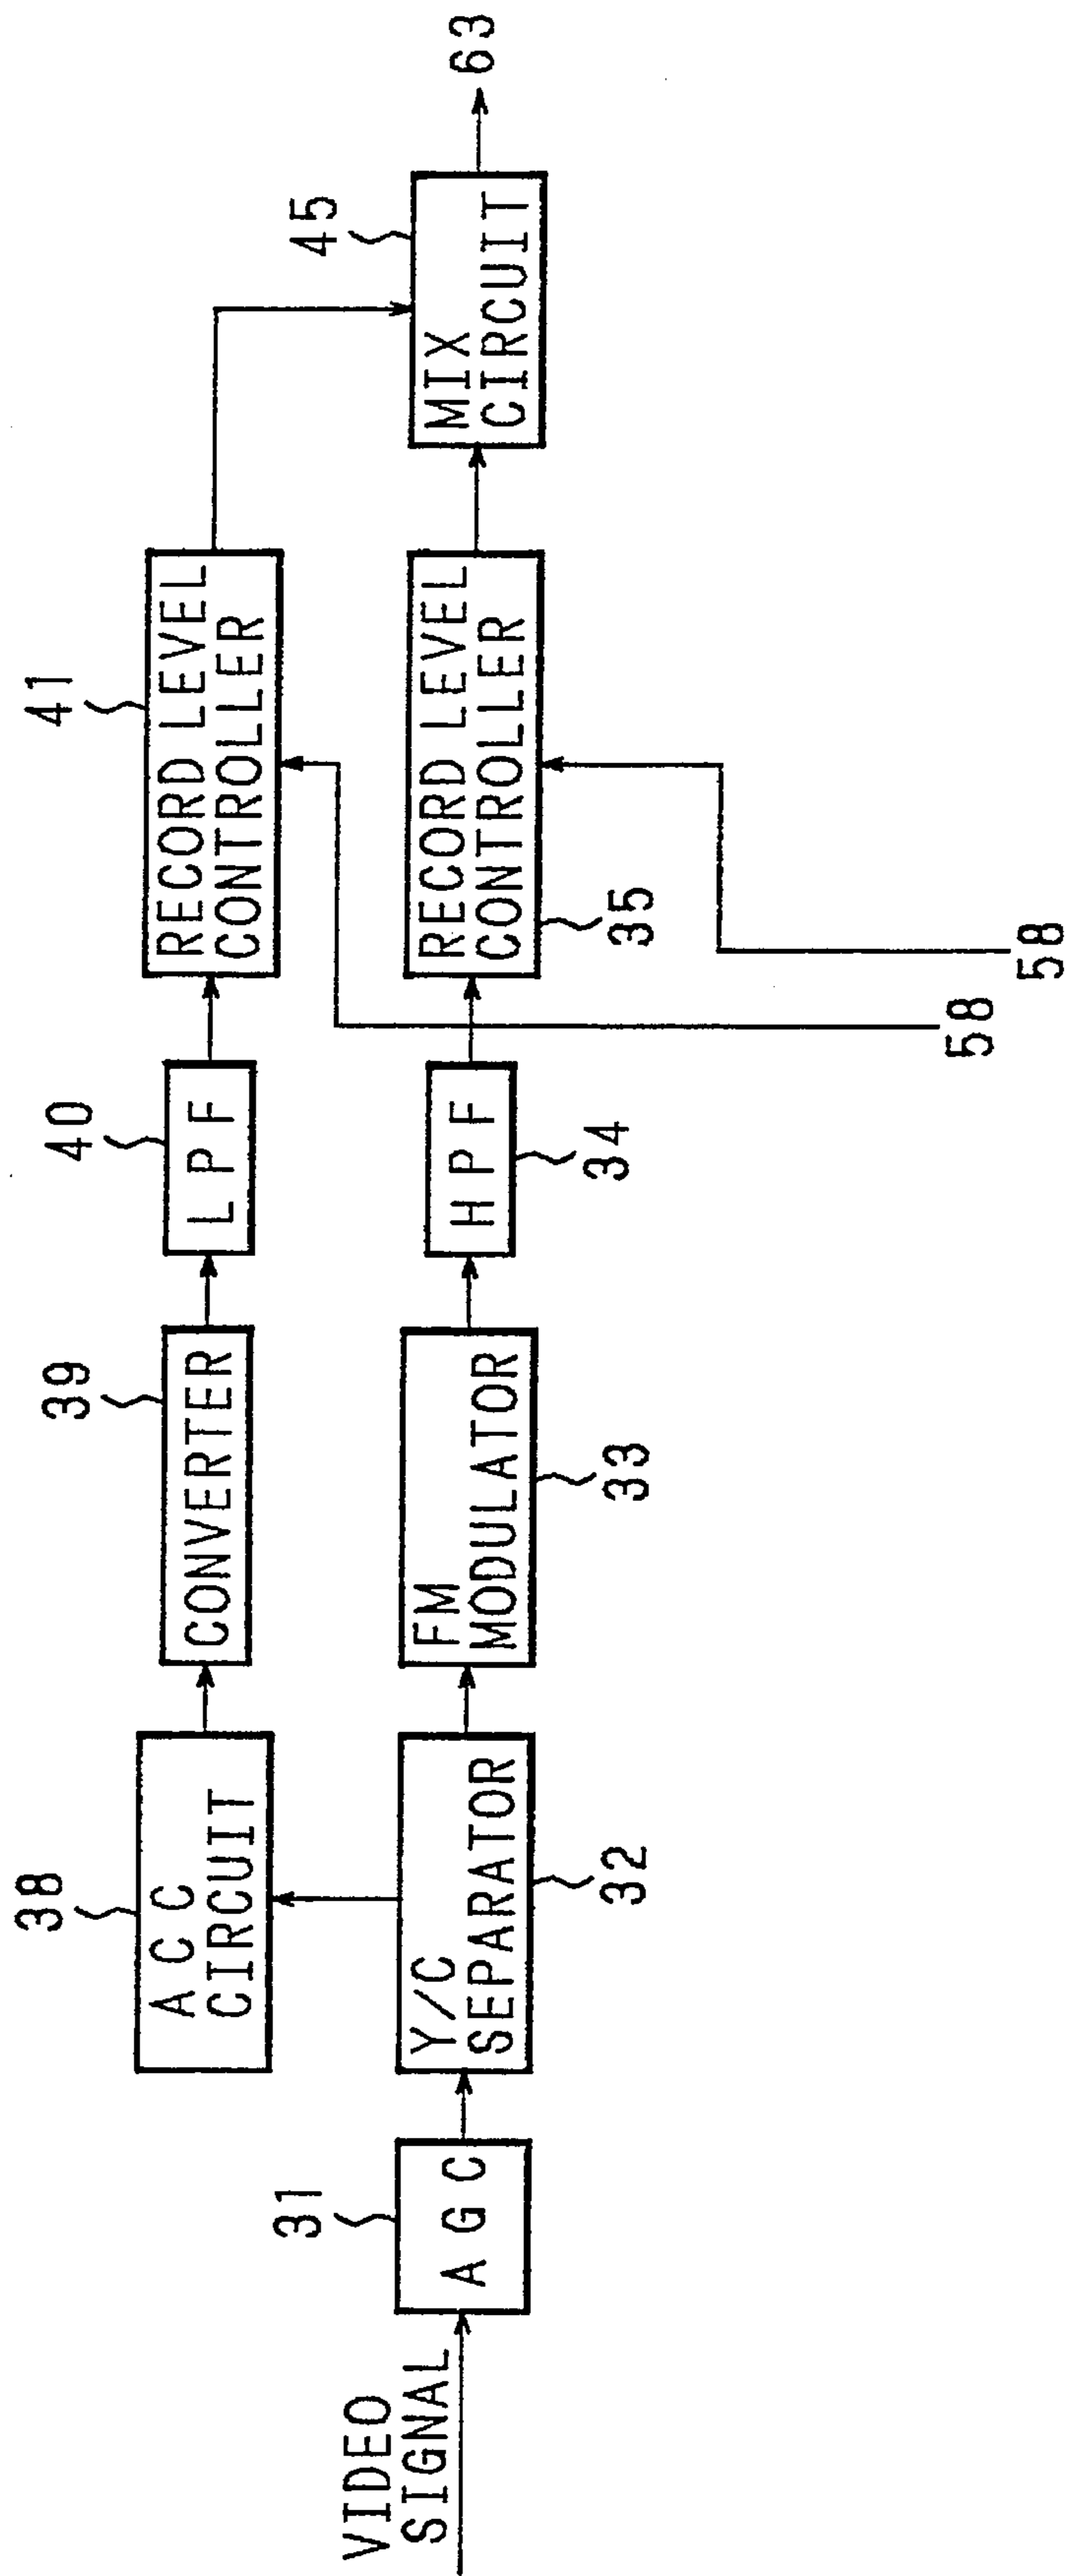 VIDEO
SIGNAL
31
A G C
38
A C C
CIRCUIT
Y/C
SEPARATOR
32
39
CONVERTER
FM
MODULATOR
33
40
L P F
H P F
34
41
RECORD LEVEL
CONTROLLER
RECORD LEVEL
CONTROLLER
35
58
58
45
MIX
CIRCUIT
63